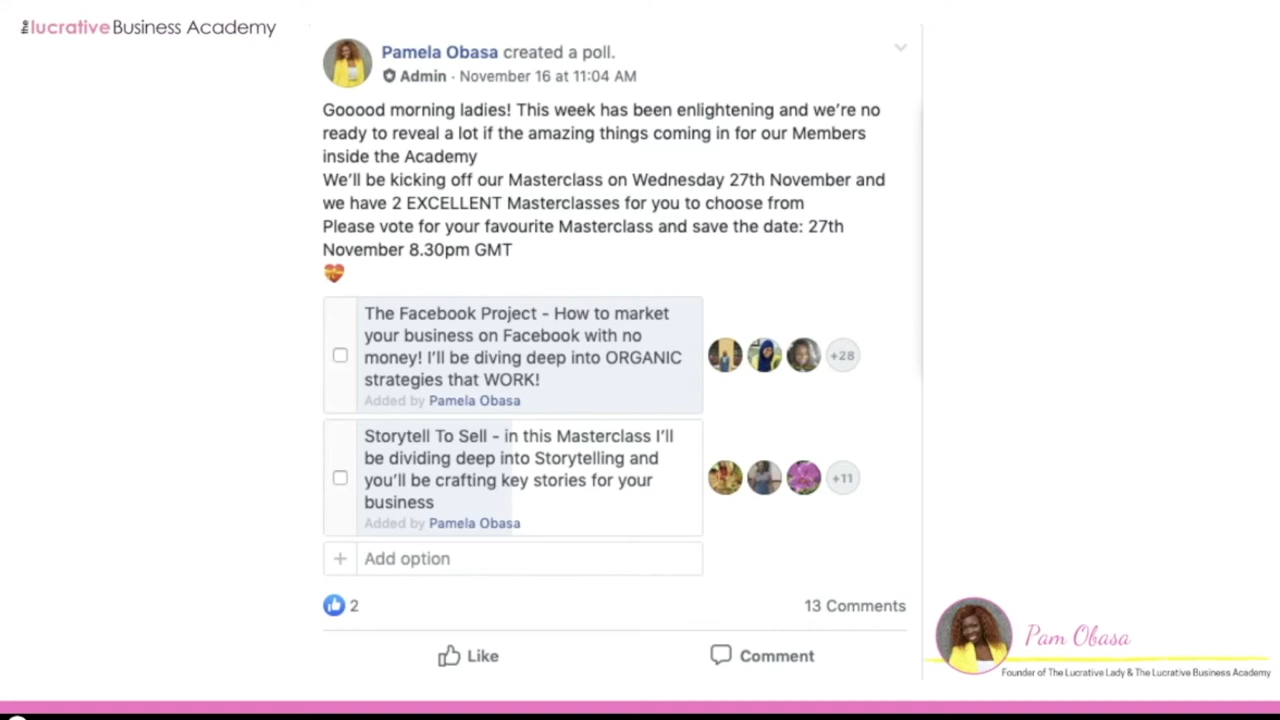 the lucrative Business Academy
Pamela Obasa created a poll.
Admin · November 16 at 11:04 AM
Gooood morning ladies! This week has been enlightening and we're no
ready to reveal a lot if the amazing things coming in for our Members
inside the Academy
We'll be kicking off our Masterclass on Wednesday 27th November and
we have 2 EXCELLENT Masterclasses for you to choose from
Please vote for your favourite Masterclass and save the date: 27th
November 8.30pm GMT
💝
The Facebook Project - How to market
your business on Facebook with no
money! I'll be diving deep into ORGANIC
strategies that WORK!
Added by Pamela Obasa
+28
Storytell To Sell - in this Masterclass I'll
be dividing deep into Storytelling and
you'll be crafting key stories for your
business
Added by Pamela Obasa
+11
+ Add option
2
13 Comments
Like
Comment
Pam Obasa
Founder of The Lucrative Lady & The Lucrative Business Academy